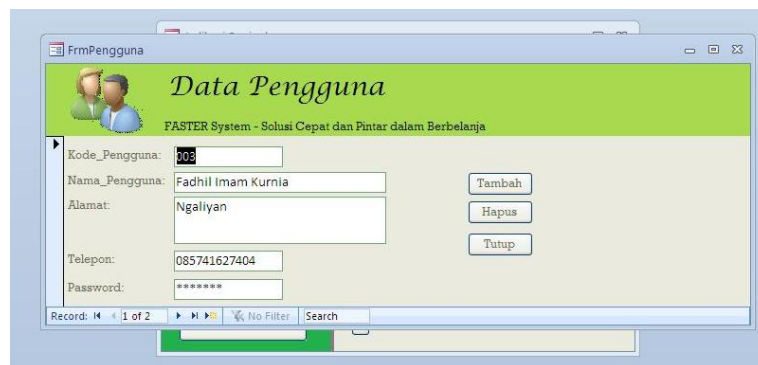 FrmPengguna
Data Pengguna
FASTER System - Solusi Cepat dan Pintar dalam Berbelanja
Kode_Pengguna: 003
Nama_Pengguna: Fadhil Imam Kurnia
Tambah
Alamat: Ngaliyan
Hapus
Tutup
Telepon: 085741627404
Password: *******
Record: 1 of 2 No Filter Search